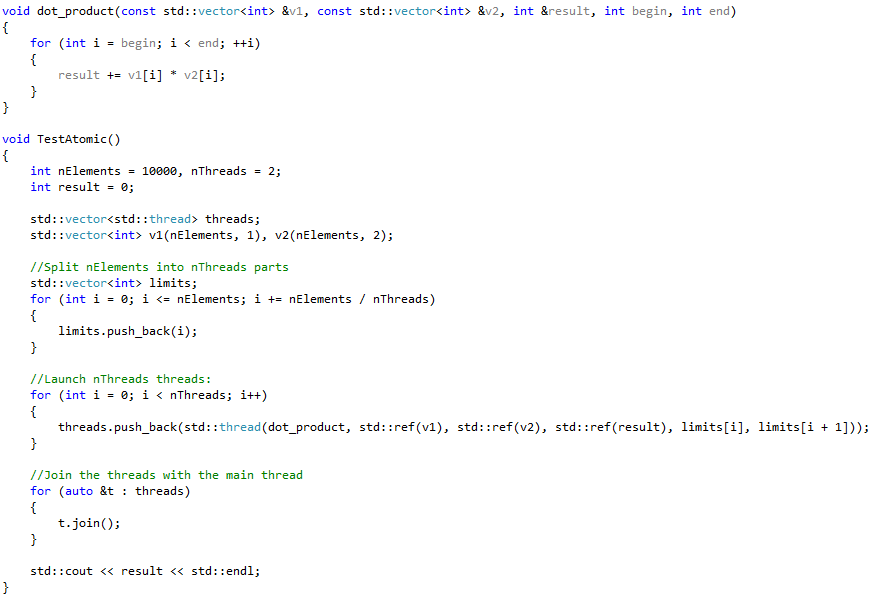 void dot_product(const std::vector<int> &v1, const std::vector<int> &v2, int &result, int begin, int end)
{
    for (int i = begin; i < end; ++i)
    {
        result += v1[i] * v2[i];
    }
}

void TestAtomic()
{
    int nElements = 10000, nThreads = 2;
    int result = 0;

    std::vector<std::thread> threads;
    std::vector<int> v1(nElements, 1), v2(nElements, 2);

    //Split nElements into nThreads parts
    std::vector<int> limits;
    for (int i = 0; i <= nElements; i += nElements / nThreads)
    {
        limits.push_back(i);
    }

    //Launch nThreads threads:
    for (int i = 0; i < nThreads; i++)
    {
        threads.push_back(std::thread(dot_product, std::ref(v1), std::ref(v2), std::ref(result), limits[i], limits[i + 1]));
    }

    //Join the threads with the main thread
    for (auto &t : threads)
    {
        t.join();
    }

    std::cout << result << std::endl;
}